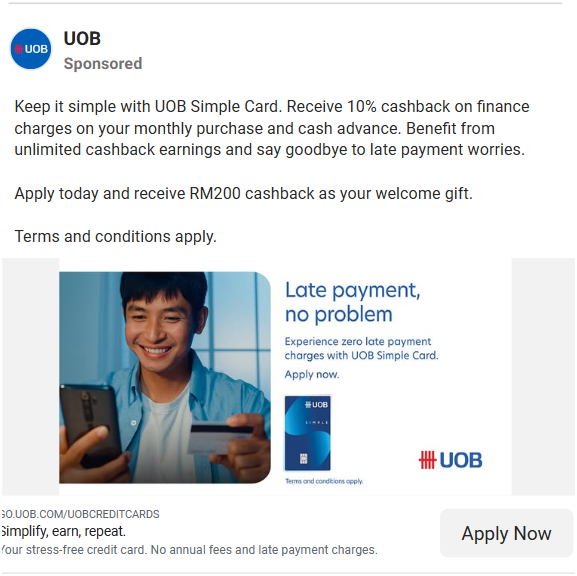 UOB
UOB
Sponsored
Keep it simple with UOB Simple Card. Receive 10% cashback on finance
charges on your monthly purchase and cash advance. Benefit from
unlimited cashback earnings and say goodbye to late payment worries.
Apply today and receive RM200 cashback as your welcome gift.
Terms and conditions apply.
Late payment,
no problem
Experience zero late payment
charges with UOB Simple Card.
Apply now.
UOB
SIMPLE
UOB
Terms and conditions apply.
GO.UOB.COM/UOBCREDITCARDS
Simplify, earn, repeat.
Your stress-free credit card. No annual fees and late payment charges.
Apply Now